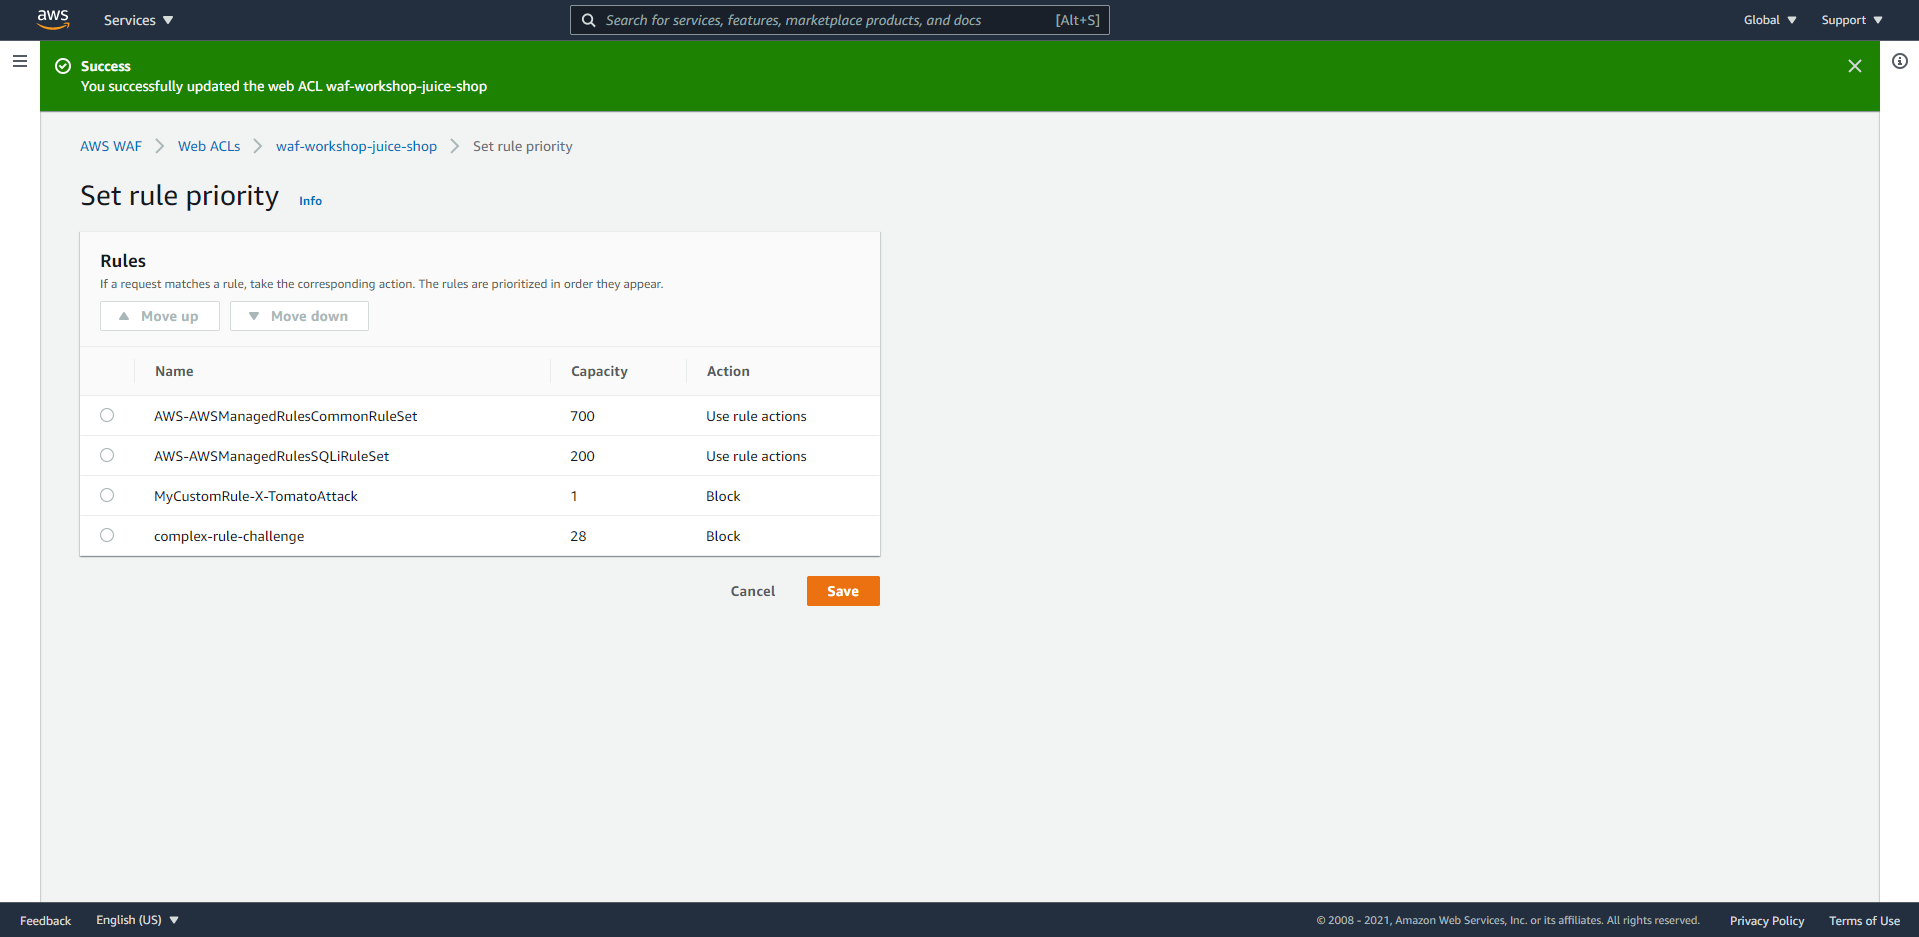 aws Services Search for services, features, marketplace products, and docs [Alt+S] Global Support
Success
You successfully updated the web ACL waf-workshop-juice-shop
AWS WAF Web ACLs waf-workshop-juice-shop Set rule priority
Set rule priority Info
Rules
If a request matches a rule, take the corresponding action. The rules are prioritized in order they appear.
Move up Move down
Name Capacity Action
AWS-AWSManagedRulesCommonRuleSet 700 Use rule actions
AWS-AWSManagedRulesSQLiRuleSet 200 Use rule actions
MyCustomRule-X-TomatoAttack 1 Block
complex-rule-challenge 28 Block
Cancel Save
Feedback English (US) © 2008 - 2021, Amazon Web Services, Inc. or its affiliates. All rights reserved. Privacy Policy Terms of Use